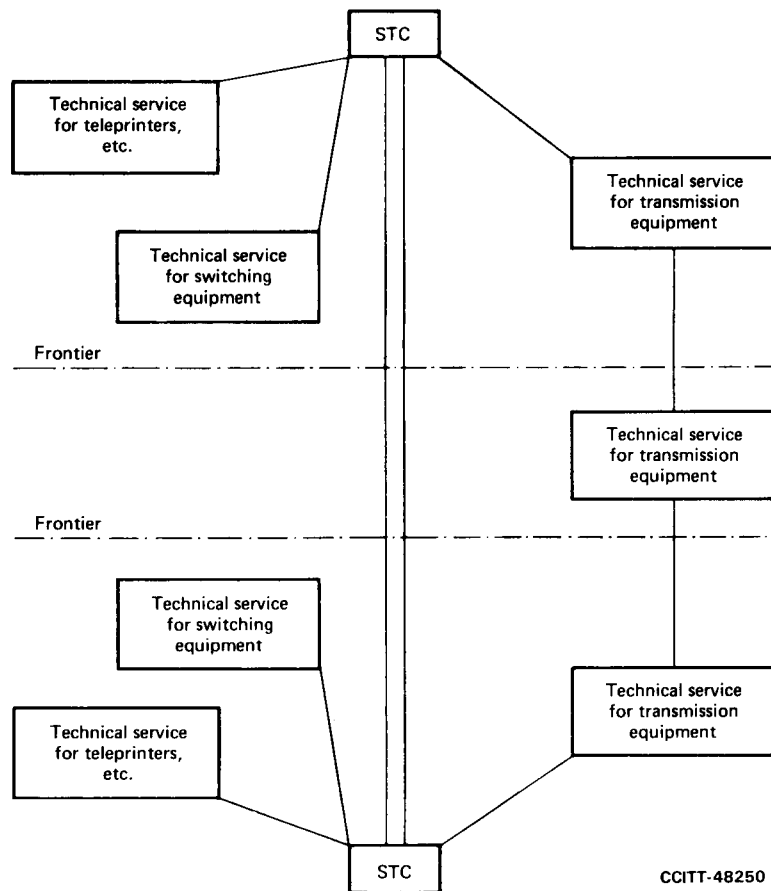 STC
Technical service
for teleprinters,
etc.
Technical service
for transmission
equipment
Technical service
for switching
equipment
Frontier
Technical service
for transmission
equipment
Frontier
Technical service
for switching
equipment
Technical service
for transmission
equipment
Technical service
for teleprinters,
etc.
STC
CCITT-48250